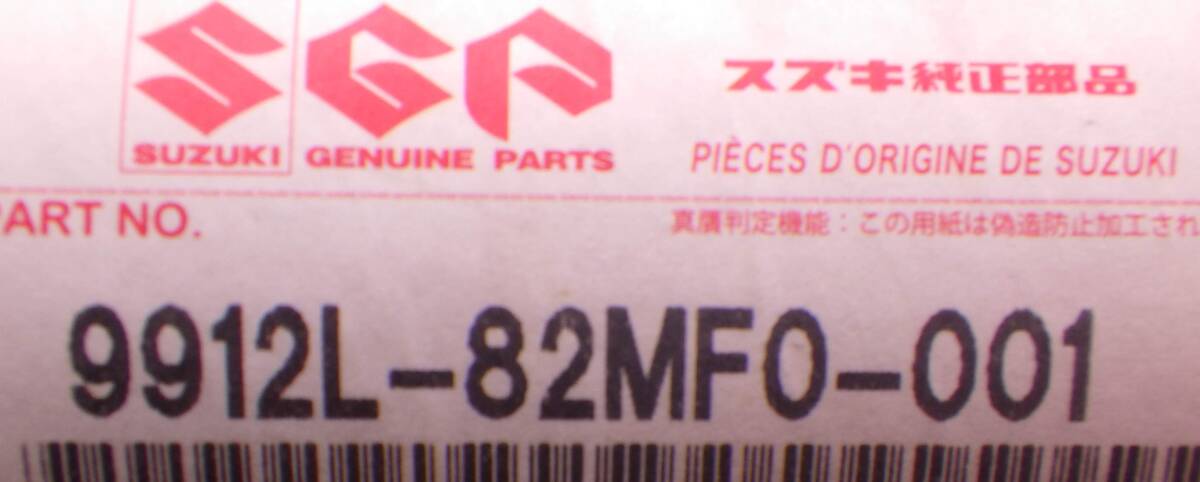 SGP
スズキ純正部品
SUZUKI GENUINE PARTS
PIÈCES D'ORIGINE DE SUZUKI
PART NO.
真贋判定機能：この用紙は偽造防止加工され
9912L-82MF0-001